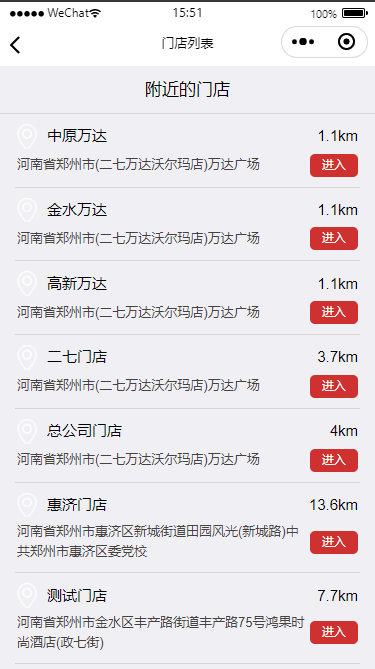 ●●●●● WeChat 15:51 100%
门店列表
附近的门店
中原万达 1.1km
河南省郑州市(二七万达沃尔玛店)万达广场 进入
金水万达 1.1km
河南省郑州市(二七万达沃尔玛店)万达广场 进入
高新万达 1.1km
河南省郑州市(二七万达沃尔玛店)万达广场 进入
二七门店 3.7km
河南省郑州市(二七万达沃尔玛店)万达广场 进入
总公司门店 4km
河南省郑州市(二七万达沃尔玛店)万达广场 进入
惠济门店 13.6km
河南省郑州市惠济区新城街道田园风光(新城路)中
共郑州市惠济区委党校 进入
测试门店 7.7km
河南省郑州市金水区丰产路街道丰产路75号鸿果时
尚酒店(政七街) 进入